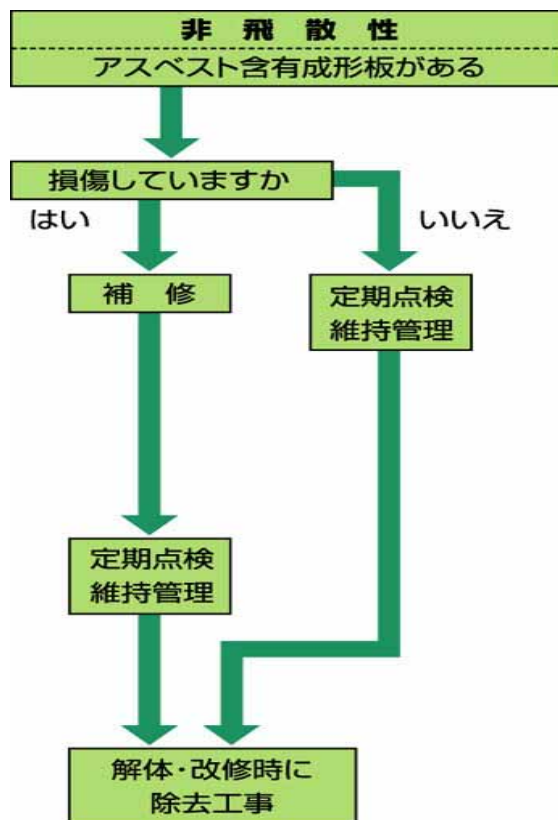 非飛散性
アスベスト含有成形板がある
損傷していますか
はい
いいえ
補修
定期点検
維持管理
定期点検
維持管理
解体・改修時に
除去工事